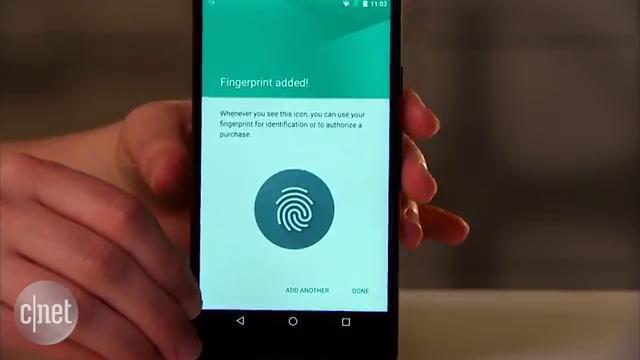 11:03
Fingerprint added!
Whenever you see this icon, you can use your
fingerprint for identification or to authorize a
purchase.
ADD ANOTHER DONE
c|net